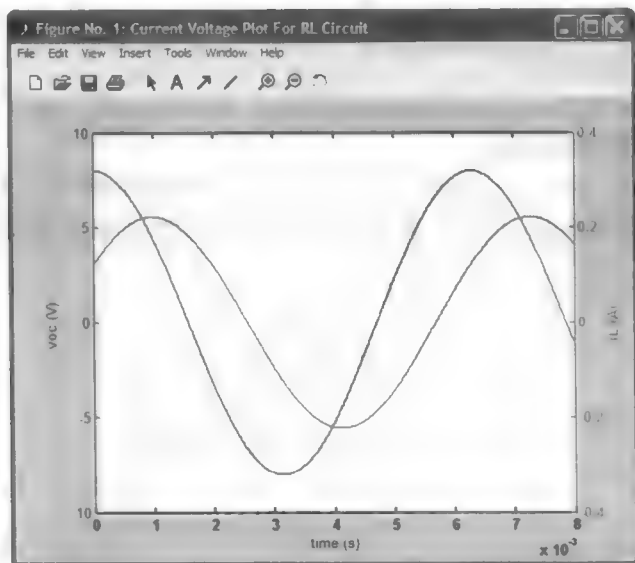 Figure No. 1: Current Voltage Plot For RL Circuit
File Edit View Insert Tools Window Help
A
10
5
0
-5
10
voc (V)
0.4
0.2
0
0.4
0 1 2 3 4 5 6 7 8
time (s)
x 10⁻³